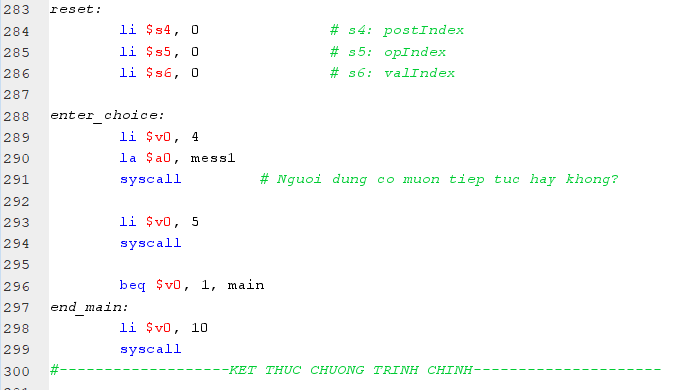 283 reset:
284 li $s4, 0 # s4: postIndex
285 li $s5, 0 # s5: opIndex
286 li $s6, 0 # s6: valIndex
287
288 enter_choice:
289 li $v0, 4
290 la $a0, mess1
291 syscall # Nguoi dung co muon tiep tuc hay khong?
292
293 li $v0, 5
294 syscall
295
296 beq $v0, 1, main
297 end_main:
298 li $v0, 10
299 syscall
300 #-------------------KET THUC CHUONG TRINH CHINH---------------------